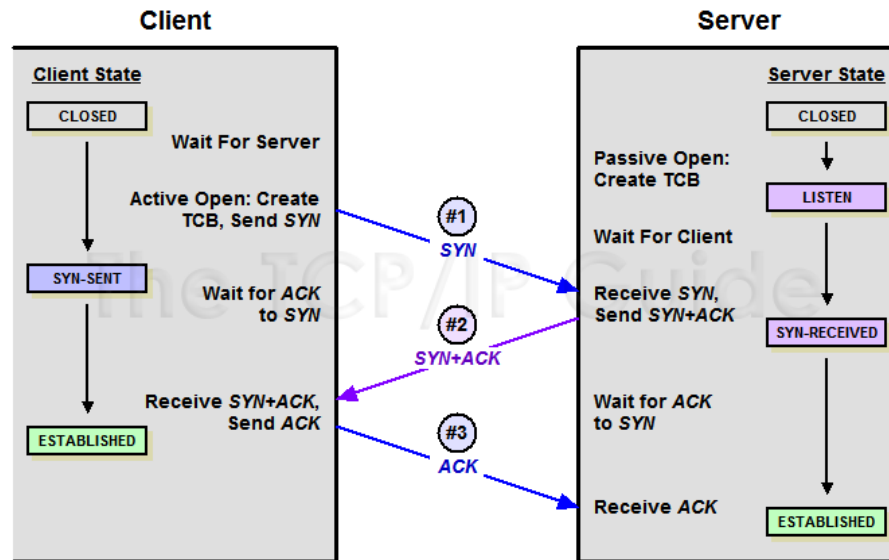 Client
Server
Client State
CLOSED
Wait For Server
Active Open: Create
TCB, Send SYN
SYN-SENT
Wait for ACK
to SYN
Receive SYN+ACK,
Send ACK
ESTABLISHED
#1
SYN
#2
SYN+ACK
#3
ACK
Server State
CLOSED
Passive Open:
Create TCB
LISTEN
Wait For Client
Receive SYN,
Send SYN+ACK
SYN-RECEIVED
Wait for ACK
to SYN
Receive ACK
ESTABLISHED
The TCP/IP Guide